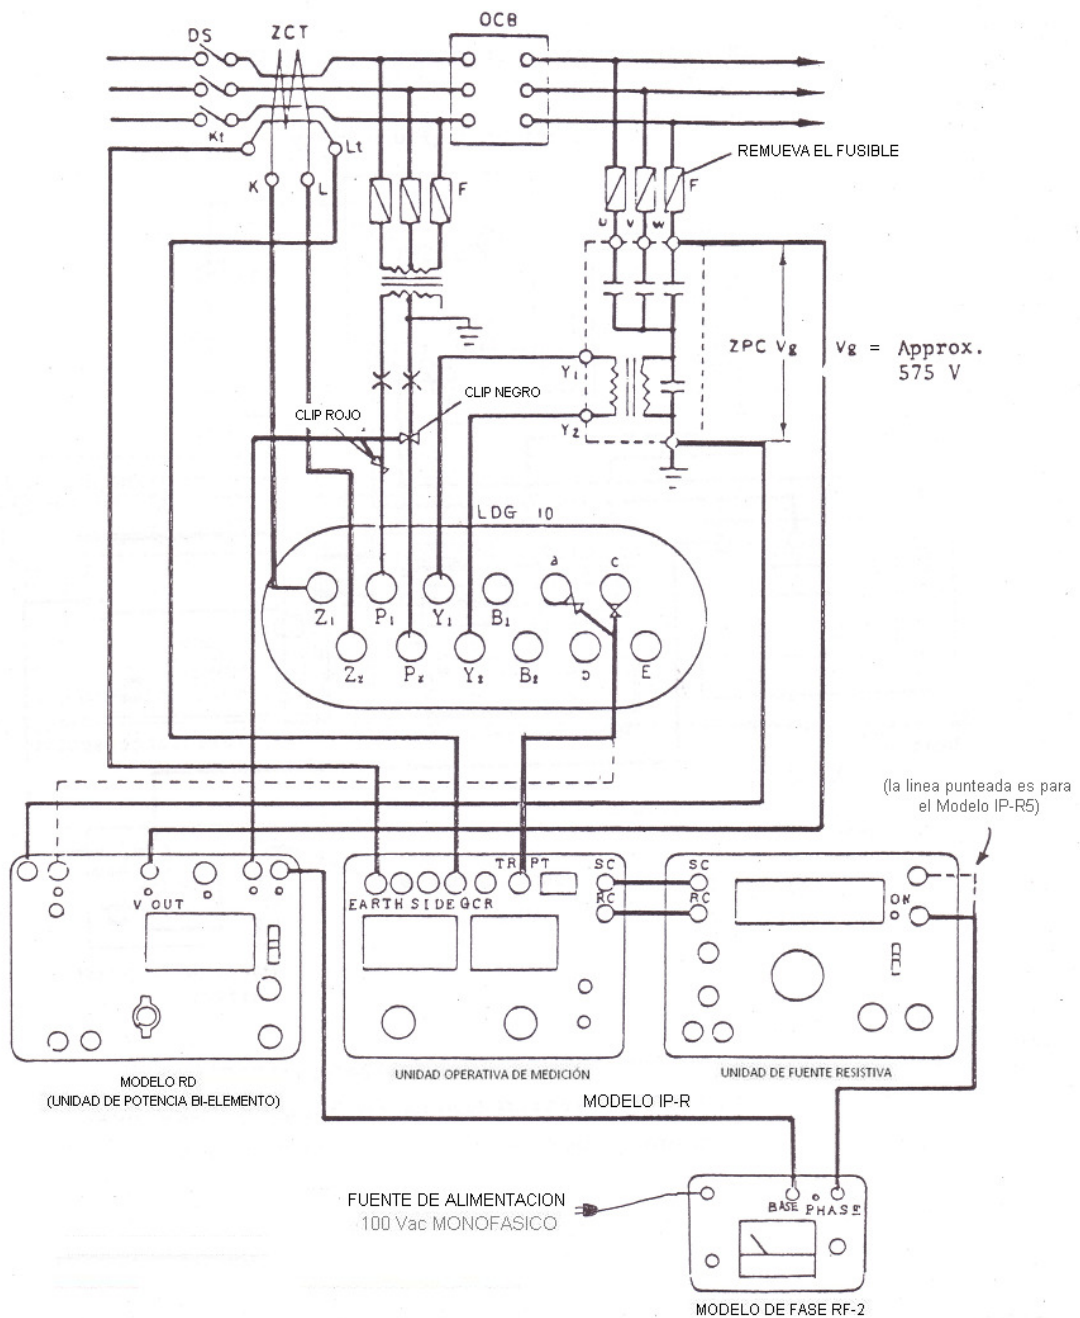 OCB
DS
ZCT
Kt
Lt
K
L
F
REMUEVA EL FUSIBLE
F
U
V
W
ZPC Vg
Vg = Approx.
575 V
Y1
Y2
CLIP NEGRO
CLIP ROJO
LDG 10
a
c
Z1
P1
Y1
B1
Z2
P2
Y2
B2
E
(la linea punteada es para
el Modelo IP-R5)
V OUT
TRIPT
EARTH SIDE GCR
SC
RC
SC
RC
ON
MODELO RD
(UNIDAD DE POTENCIA BI-ELEMENTO)
UNIDAD OPERATIVA DE MEDICIÓN
UNIDAD DE FUENTE RESISTIVA
MODELO IP-R
FUENTE DE ALIMENTACION
100 Vac MONOFASICO
BASE
PHASE
MODELO DE FASE RF-2